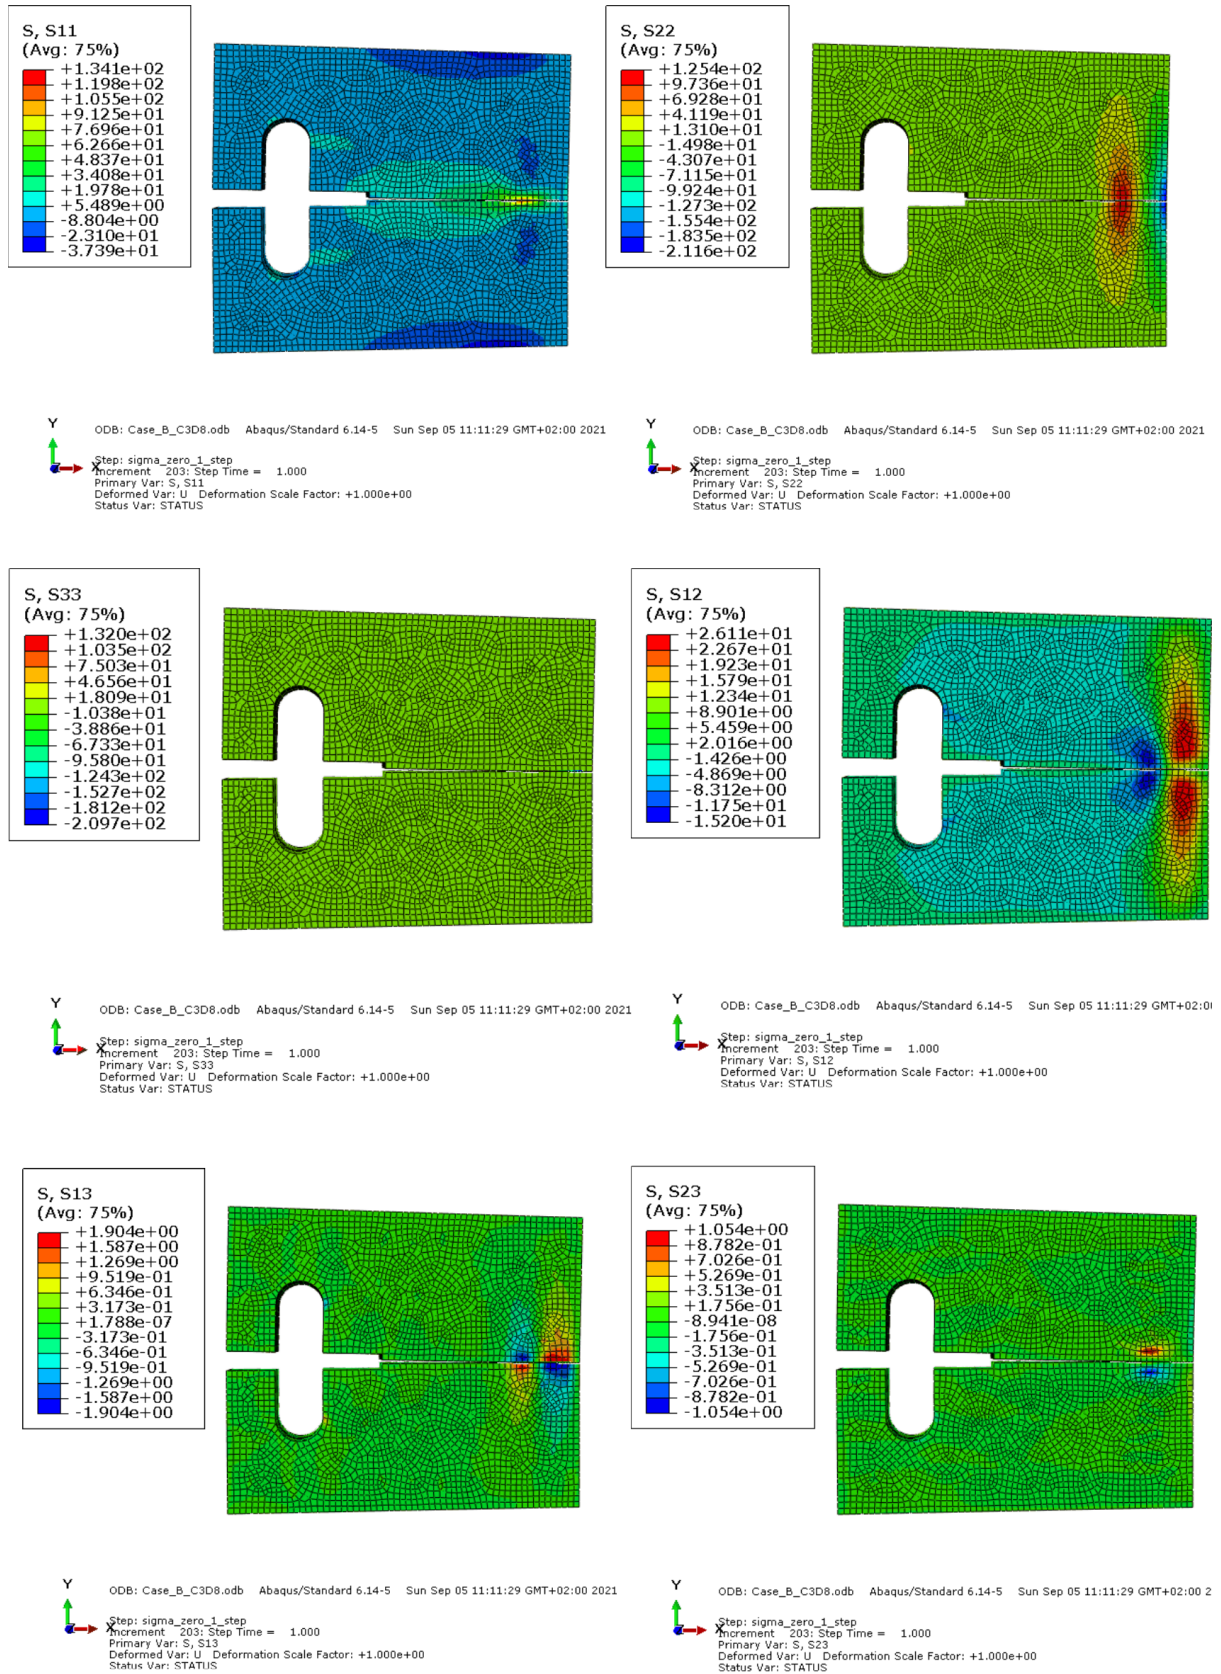 S, S11
(Avg: 75%)
+1.341e+02
+1.198e+02
+1.055e+02
+9.125e+01
+7.696e+01
+6.266e+01
+4.837e+01
+3.408e+01
+1.978e+01
+5.489e+00
-8.804e+00
-2.310e+01
-3.739e+01
Y
X
ODB: Case_B_C3D8.odb Abaqus/Standard 6.14-5 Sun Sep 05 11:11:29 GMT+02:00 2021
Step: sigma_zero_1_step
Increment 203: Step Time = 1.000
Primary Var: S, S11
Deformed Var: U Deformation Scale Factor: +1.000e+00
Status Var: STATUS
S, S22
(Avg: 75%)
+1.254e+02
+9.736e+01
+6.928e+01
+4.119e+01
+1.310e+01
-1.498e+01
-4.307e+01
-7.115e+01
-9.924e+01
-1.273e+02
-1.554e+02
-1.835e+02
-2.116e+02
Y
X
ODB: Case_B_C3D8.odb Abaqus/Standard 6.14-5 Sun Sep 05 11:11:29 GMT+02:00 2021
Step: sigma_zero_1_step
Increment 203: Step Time = 1.000
Primary Var: S, S22
Deformed Var: U Deformation Scale Factor: +1.000e+00
Status Var: STATUS
S, S33
(Avg: 75%)
+1.320e+02
+1.035e+02
+7.503e+01
+4.656e+01
+1.809e+01
-1.038e+01
-3.886e+01
-6.733e+01
-9.580e+01
-1.243e+02
-1.527e+02
-1.812e+02
-2.097e+02
Y
X
ODB: Case_B_C3D8.odb Abaqus/Standard 6.14-5 Sun Sep 05 11:11:29 GMT+02:00 2021
Step: sigma_zero_1_step
Increment 203: Step Time = 1.000
Primary Var: S, S33
Deformed Var: U Deformation Scale Factor: +1.000e+00
Status Var: STATUS
S, S12
(Avg: 75%)
+2.611e+01
+2.267e+01
+1.923e+01
+1.579e+01
+1.234e+01
+8.901e+00
+5.459e+00
+2.016e+00
-1.426e+00
-4.869e+00
-8.312e+00
-1.175e+01
-1.520e+01
Y
X
ODB: Case_B_C3D8.odb Abaqus/Standard 6.14-5 Sun Sep 05 11:11:29 GMT+02:0
Step: sigma_zero_1_step
Increment 203: Step Time = 1.000
Primary Var: S, S12
Deformed Var: U Deformation Scale Factor: +1.000e+00
Status Var: STATUS
S, S13
(Avg: 75%)
+1.904e+00
+1.587e+00
+1.269e+00
+9.519e-01
+6.346e-01
+3.173e-01
+1.788e-07
-3.173e-01
-6.346e-01
-9.519e-01
-1.269e+00
-1.587e+00
-1.904e+00
Y
X
ODB: Case_B_C3D8.odb Abaqus/Standard 6.14-5 Sun Sep 05 11:11:29 GMT+02:00 2021
Step: sigma_zero_1_step
Increment 203: Step Time = 1.000
Primary Var: S, S13
Deformed Var: U Deformation Scale Factor: +1.000e+00
Status Var: STATUS
S, S23
(Avg: 75%)
+1.054e+00
+8.782e-01
+7.026e-01
+5.269e-01
+3.513e-01
+1.756e-01
-8.941e-08
-1.756e-01
-3.513e-01
-5.269e-01
-7.026e-01
-8.782e-01
-1.054e+00
Y
X
ODB: Case_B_C3D8.odb Abaqus/Standard 6.14-5 Sun Sep 05 11:11:29 GMT+02:00 2
Step: sigma_zero_1_step
Increment 203: Step Time = 1.000
Primary Var: S, S23
Deformed Var: U Deformation Scale Factor: +1.000e+00
Status Var: STATUS